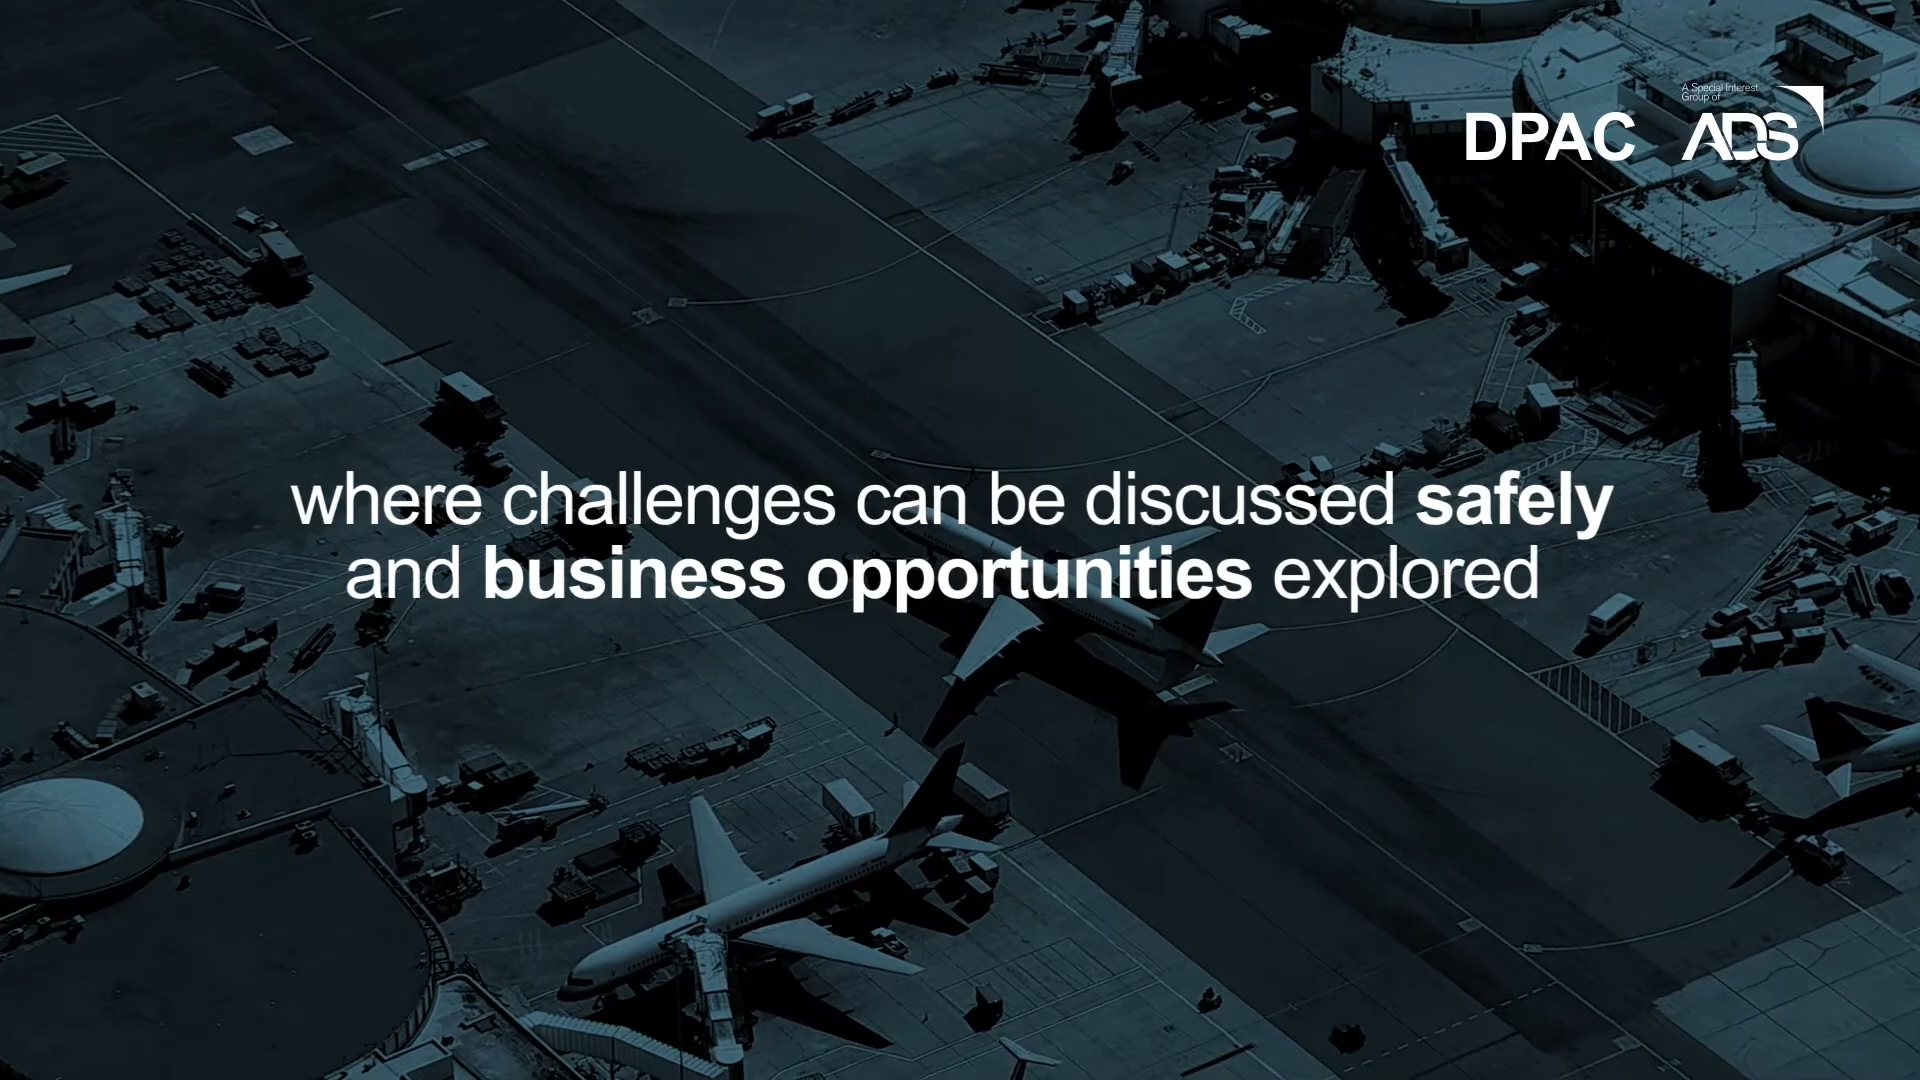 A Special Interest
Group of
DPAC ADS
where challenges can be discussed safely
and business opportunities explored